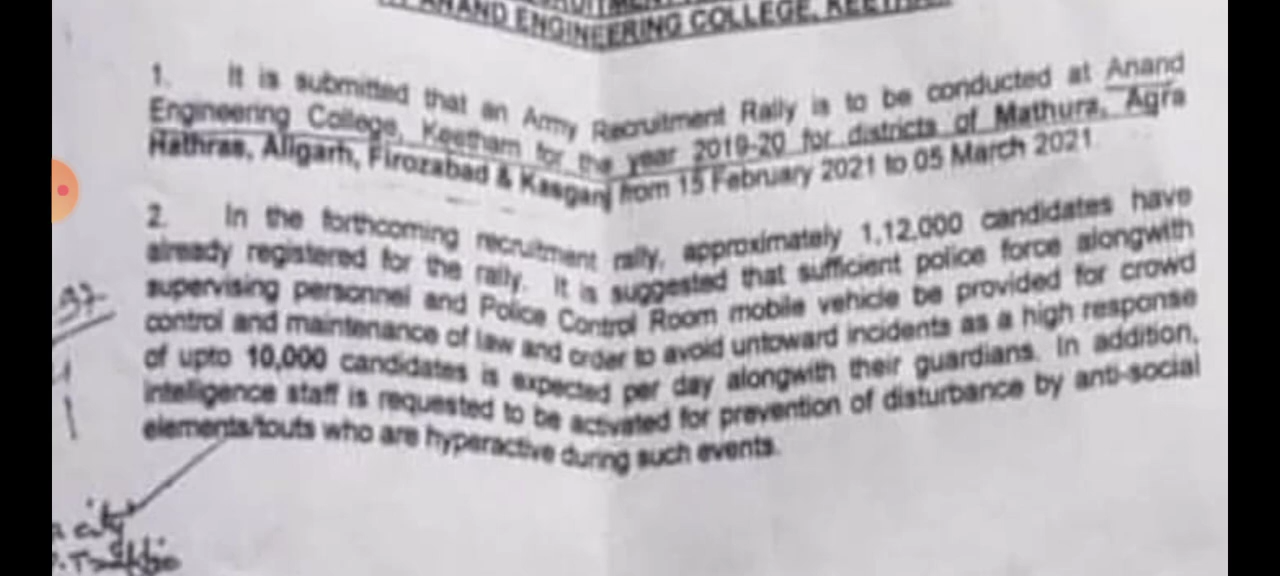 ANAND ENGINEERING COLLEGE,
1. It is submitted that an Army Recruitment Rally is to be conducted at Anand
Engineering College, Keetham for the year 2019-20 for districts of Mathura, Agra
Hathras, Aligarh, Firozabad & Kasganj from 15 February 2021 to 05 March 2021.
2. In the forthcoming recruitment rally, approximately 1,12,000 candidates have
already registered for the rally. It is suggested that sufficient police force alongwith
supervising personnel and Police Control Room mobile vehicle be provided for crowd
control and maintenance of law and order to avoid untoward incidents as a high response
of upto 10,000 candidates is expected per day alongwith their guardians. In addition,
intelligence staff is requested to be activated for prevention of disturbance by anti-social
elements/touts who are hyperactive during such events.
city